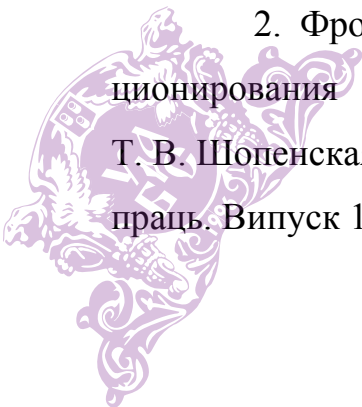 2. Фро
ционирования
Т. В. Шопенская
праць. Випуск 1